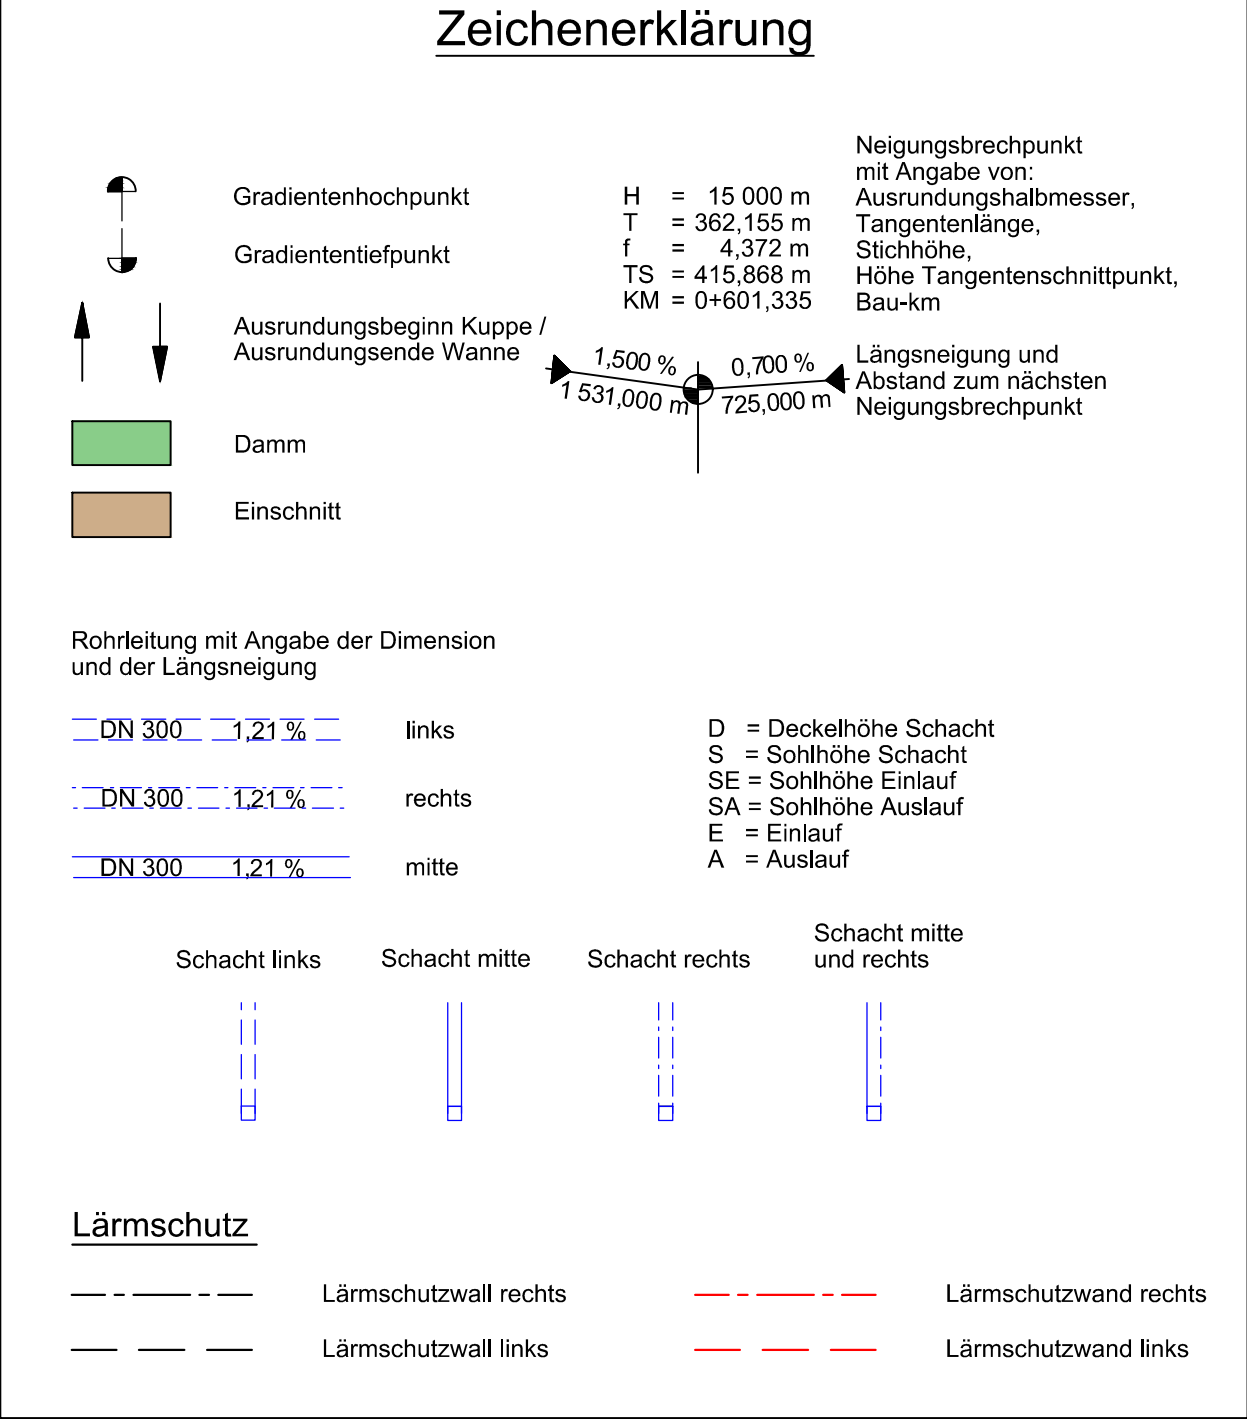 Zeichenerklärung
Gradientenhochpunkt
Gradiententiefpunkt
Ausrundungsbeginn Kuppe /
Ausrundungsende Wanne
Damm
Einschnitt
H = 15 000 m
T = 362,155 m
f = 4,372 m
TS = 415,868 m
KM = 0+601,335
Neigungsbrechpunkt
mit Angabe von:
Ausrundungshalbmesser,
Tangentenlänge,
Stichhöhe,
Höhe Tangentenschnittpunkt,
Bau-km
1,500 %
0,700 %
1 531,000 m
725,000 m
Längsneigung und
Abstand zum nächsten
Neigungsbrechpunkt
Rohrleitung mit Angabe der Dimension
und der Längsneigung
DN 300 1,21 % links
DN 300 1,21 % rechts
DN 300 1,21 % mitte
D = Deckelhöhe Schacht
S = Sohlhöhe Schacht
SE = Sohlhöhe Einlauf
SA = Sohlhöhe Auslauf
E = Einlauf
A = Auslauf
Schacht links
Schacht mitte
Schacht rechts
Schacht mitte
und rechts
Lärmschutz
Lärmschutzwall rechts
Lärmschutzwand rechts
Lärmschutzwall links
Lärmschutzwand links